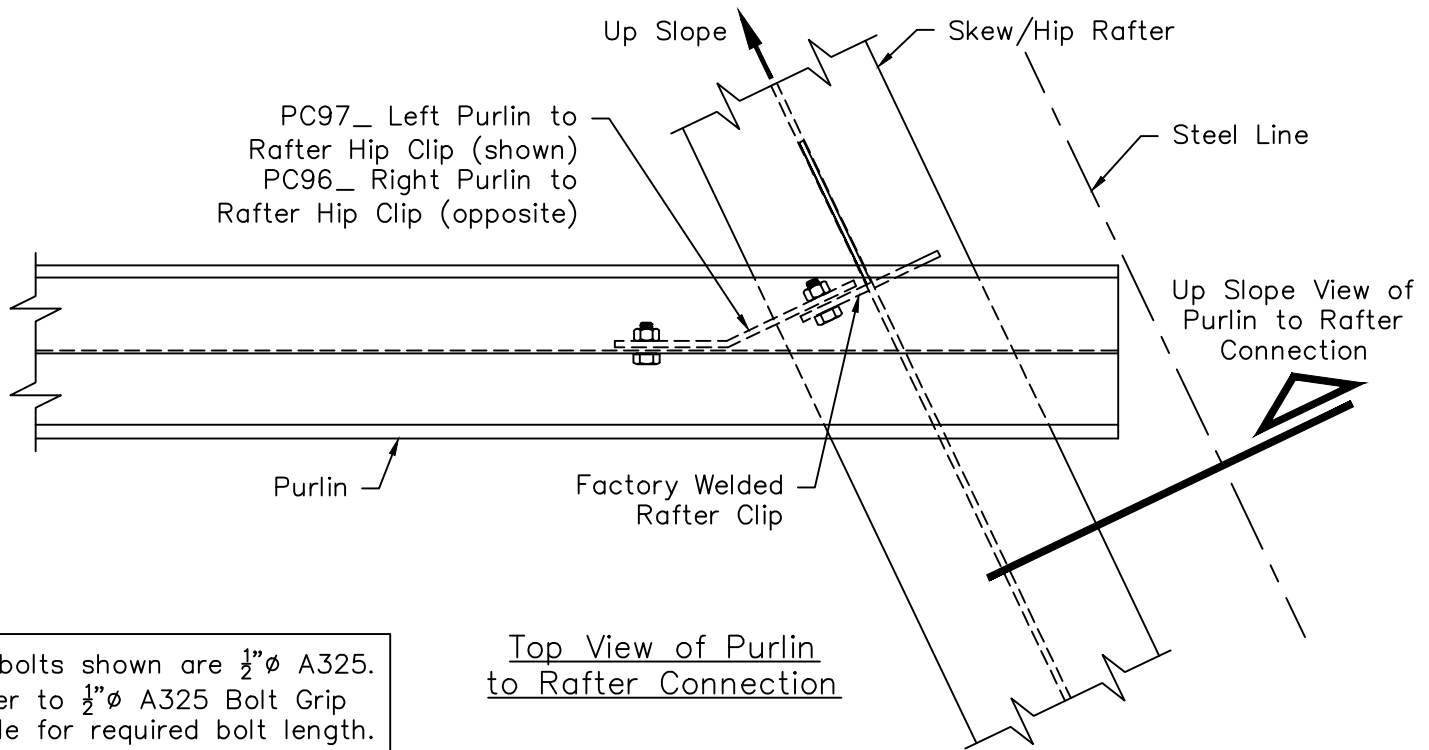 Up Slope
Skew/Hip Rafter
PC97_ Left Purlin to
Rafter Hip Clip (shown)
PC96_ Right Purlin to
Rafter Hip Clip (opposite)
Steel Line
Up Slope View of
Purlin to Rafter
Connection
Purlin
Factory Welded
Rafter Clip
bolts shown are ½"ø A325.
to ½"ø A325 Bolt Grip
for required bolt length.
Top View of Purlin
to Rafter Connection